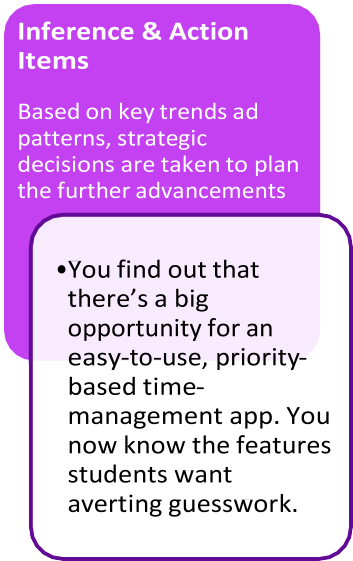 Inference & Action
Items
Based on key trends ad
patterns, strategic
decisions are taken to plan
the further advancements
•You find out that
there's a big
opportunity for an
easy-to-use, priority-
based time-
management app. You
now know the features
students want
averting guesswork.